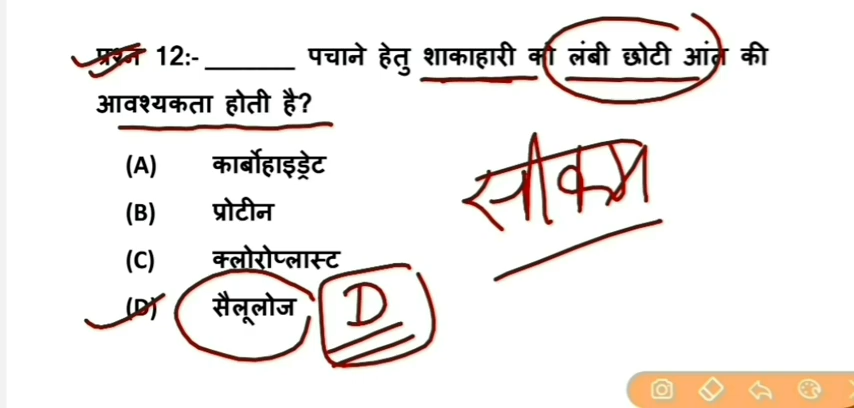 प्रश्न 12:-_______ पचाने हेतु शाकाहारी को लंबी छोटी आंत की
आवश्यकता होती है?
(A) कार्बोहाइड्रेट
(B) प्रोटीन
(C) क्लोरोप्लास्ट
(D) सैलूलोज
D
सीकम